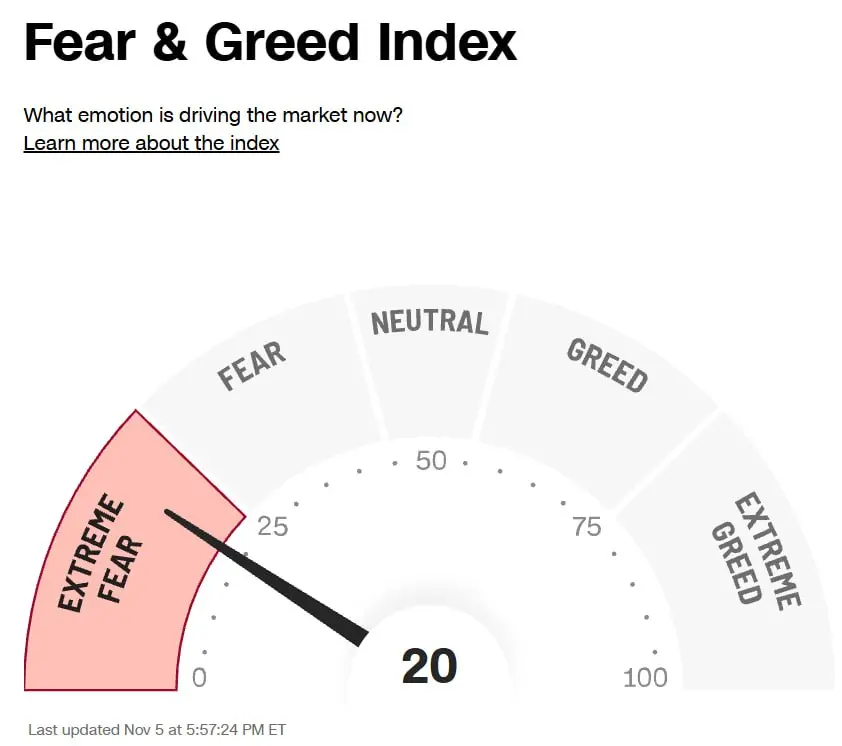 Fear & Greed Index
What emotion is driving the market now?
Learn more about the index
EXTREME
FEAR
FEAR
NEUTRAL
GREED
EXTREME
GREED
0
25
50
75
100
20
Last updated Nov 5 at 5:57:24 PM ET